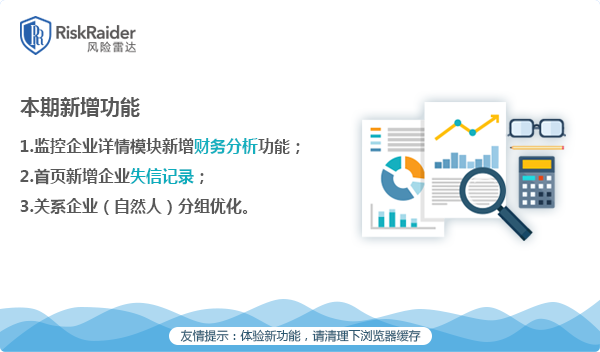 RiskRaider
风险雷达
本期新增功能
1.监控企业详情模块新增财务分析功能；
2.首页新增企业失信记录；
3.关系企业（自然人）分组优化。
友情提示：体验新功能，请清理下浏览器缓存